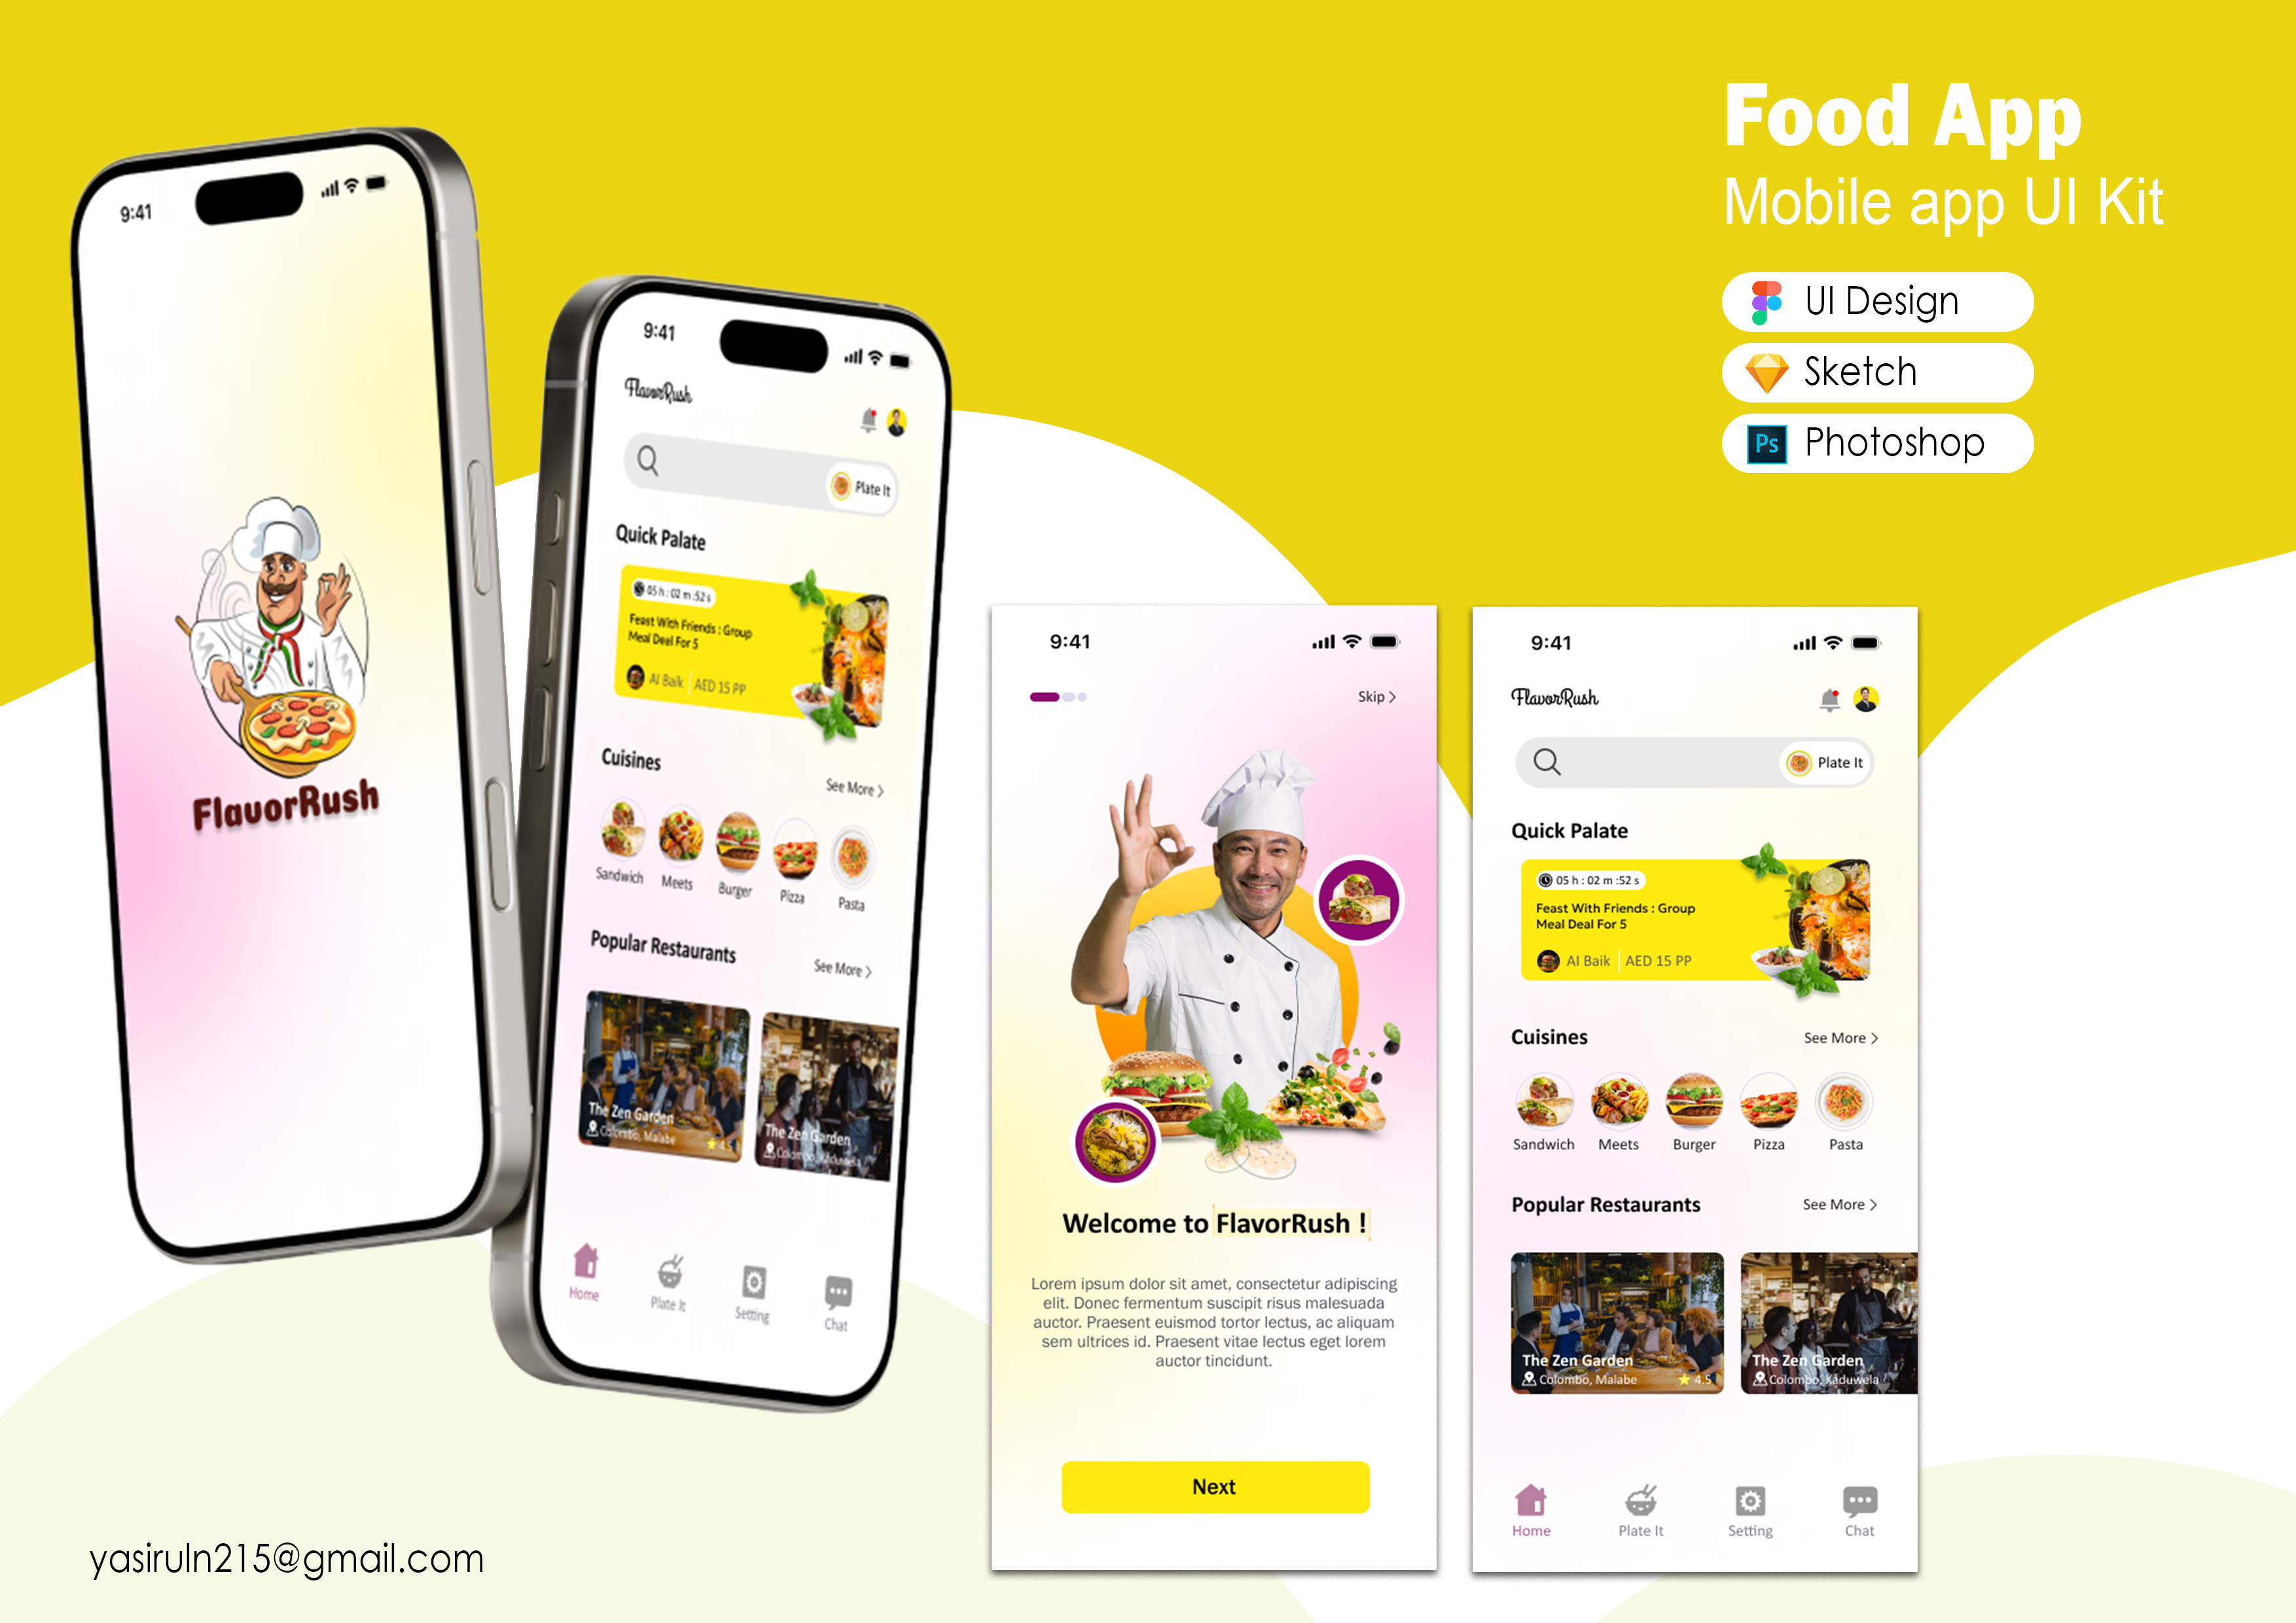 Food App
Mobile app UI Kit
UI Design
Sketch
Ps
Photoshop
9:41
FlavorRush
9:41
FlavorRush
Plate It
Quick Palate
05 h : 02 m :52 s
Feast With Friends : Group
Meal Deal For 5
Al Baik
AED 15 PP
Cuisines
See More >
Sandwich
Meets
Burger
Pizza
Pasta
Popular Restaurants
See More >
The Zen Garden
Colombo, Malabe
4.5
The Zen Garden
Colombo, Kaduwela
Home
Plate It
Setting
Chat
9:41
Skip >
Welcome to FlavorRush !
Lorem ipsum dolor sit amet, consectetur adipiscing
elit. Donec fermentum suscipit risus malesuada
auctor. Praesent euismod tortor lectus, ac aliquam
sem ultrices id. Praesent vitae lectus eget lorem
auctor tincidunt.
Next
9:41
FlavorRush
Plate It
Quick Palate
05 h : 02 m :52 s
Feast With Friends : Group
Meal Deal For 5
Al Baik
AED 15 PP
Cuisines
See More >
Sandwich
Meets
Burger
Pizza
Pasta
Popular Restaurants
See More >
The Zen Garden
Colombo, Malabe
4.5
The Zen Garden
Colombo, Kaduwela
Home
Plate It
Setting
Chat
yasiruln215@gmail.com